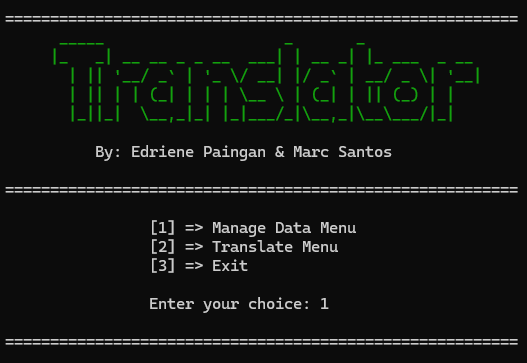 Translator
By: Edriene Paingan & Marc Santos
[1] => Manage Data Menu
[2] => Translate Menu
[3] => Exit
Enter your choice: 1